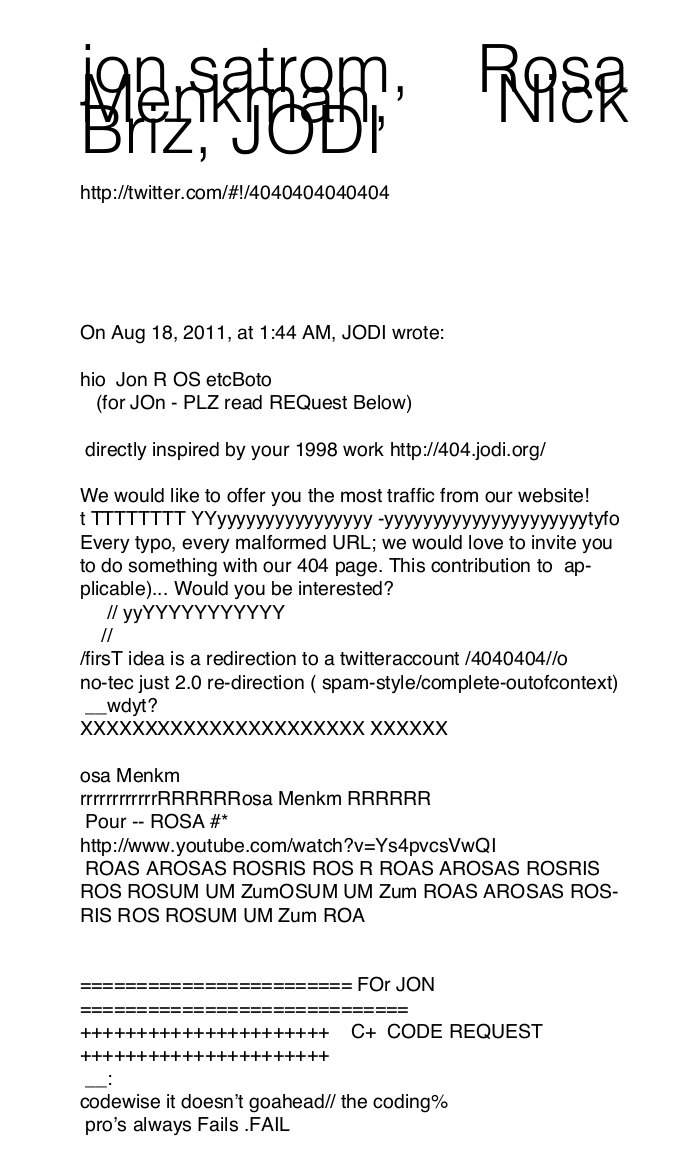 jon.satrom, Rosa
Menkman, Nick
Briz, JODI
http://twitter.com/#!/4040404040404
On Aug 18, 2011, at 1:44 AM, JODI wrote:
hio  Jon R OS etcBoto
(for JOn - PLZ read REQuest Below)
directly inspired by your 1998 work http://404.jodi.org/
We would like to offer you the most traffic from our website!
t TTTTTTTT YYyyyyyyyyyyyyyyyy -yyyyyyyyyyyyyyyyyyyyytyfo
Every typo, every malformed URL; we would love to invite you
to do something with our 404 page. This contribution to  ap-
plicable)... Would you be interested?
// yyYYYYYYYYYYY
//
/firsT idea is a redirection to a twitteraccount /4040404//o
no-tec just 2.0 re-direction ( spam-style/complete-outofcontext)
__wdyt?
XXXXXXXXXXXXXXXXXXXXXX XXXXXX
osa Menkm
rrrrrrrrrrrrRRRRRRosa Menkm RRRRRR
Pour -- ROSA #*
http://www.youtube.com/watch?v=Ys4pvcsVwQI
ROAS AROSAS ROSRIS ROS R ROAS AROSAS ROSRIS
ROS ROSUM UM ZumOSUM UM Zum ROAS AROSAS ROS-
RIS ROS ROSUM UM Zum ROA
======================== FOr JON
=============================
++++++++++++++++++++++    C+  CODE REQUEST
++++++++++++++++++++++
__:
codewise it doesn't goahead// the coding%
pro's always Fails .FAIL